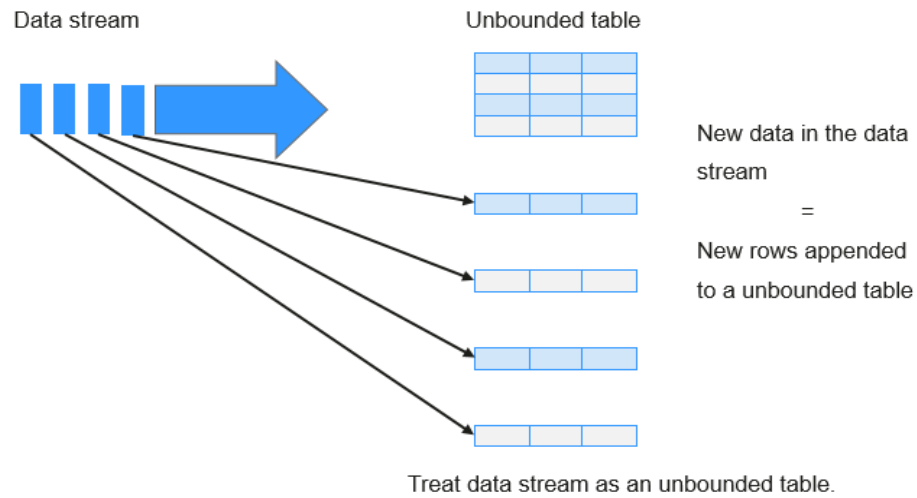 Data stream
Unbounded table
New data in the data
stream
=
New rows appended
to a unbounded table
Treat data stream as an unbounded table.